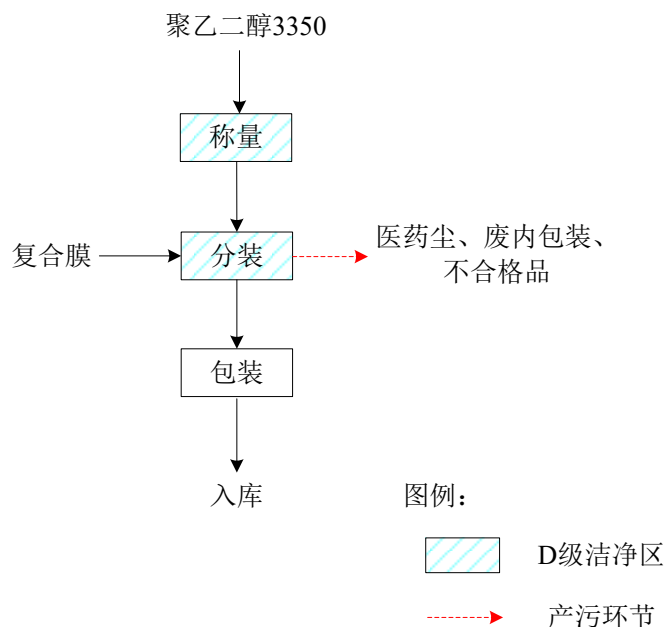 聚乙二醇3350
称量
复合膜
分装
医药尘、废内包装、
不合格品
包装
入库
图例：
D级洁净区
产污环节